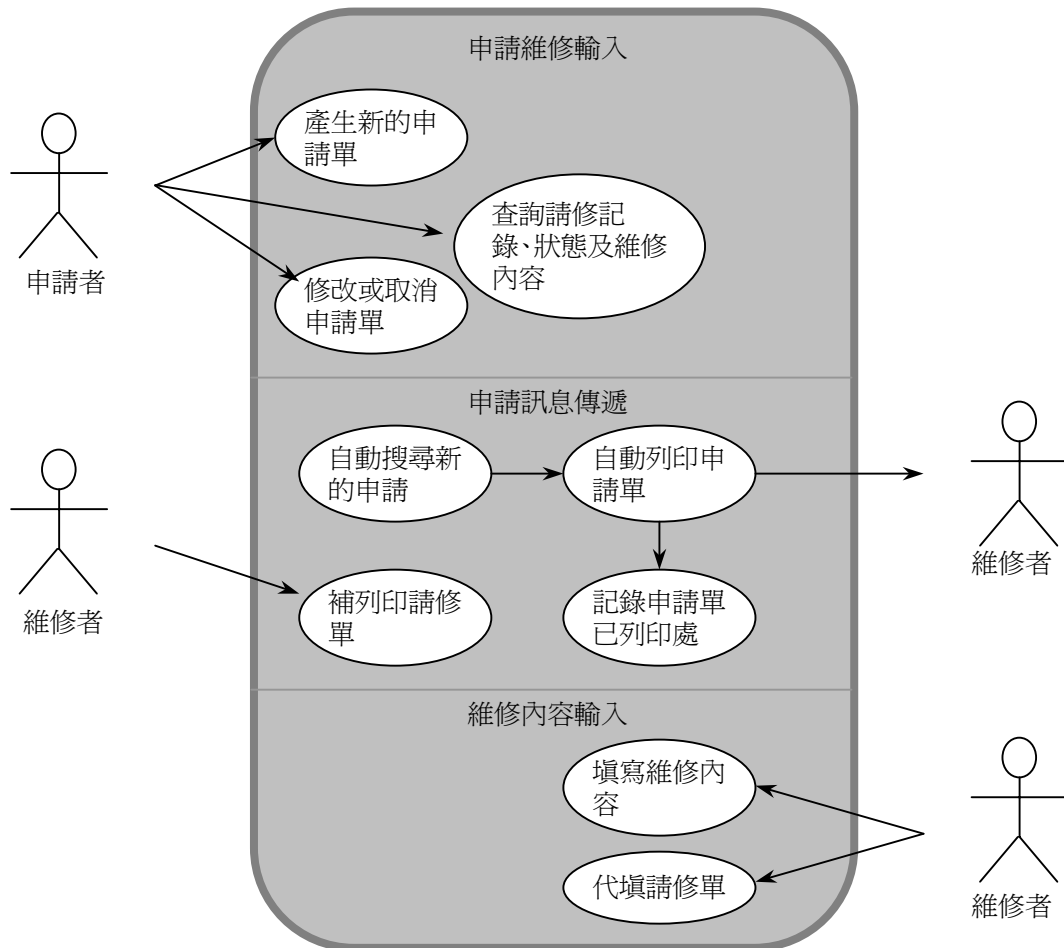 申請維修輸入
產生新的申
請單
查詢請修記
錄、狀態及維修
內容
申請者
修改或取消
申請單
申請訊息傳遞
自動搜尋新
的申請
自動列印申
請單
維修者
補列印請修
單
記錄申請單
已列印處
維修者
維修內容輸入
填寫維修內
容
代填請修單
維修者